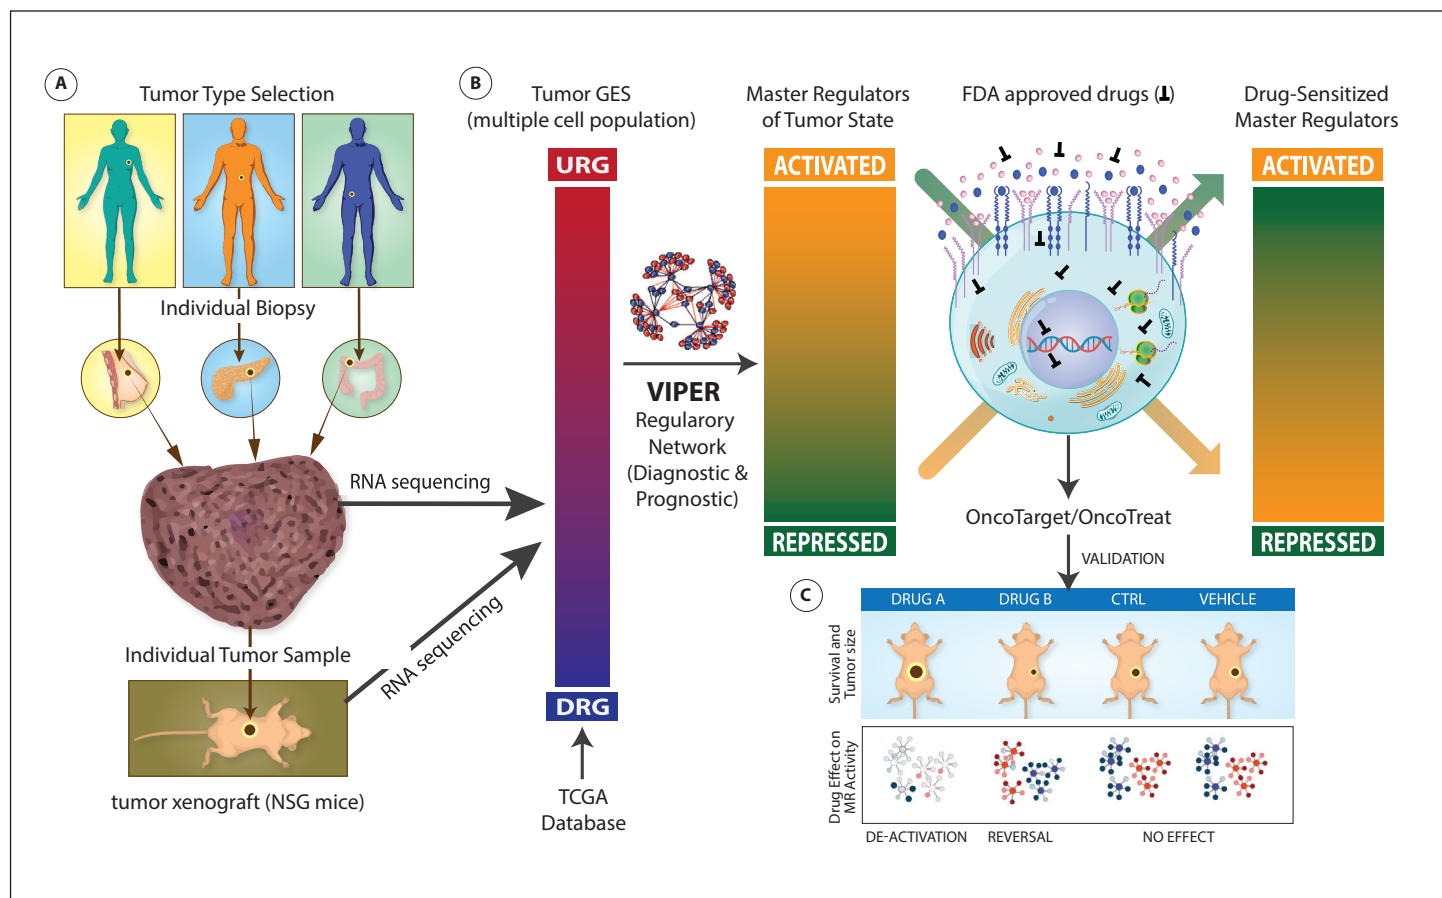 A
Tumor Type Selection
Individual Biopsy
RNA sequencing
Individual Tumor Sample
RNA sequencing
tumor xenograft (NSG mice)
B
Tumor GES
(multiple cell population)
URG
DRG
TCGA
Database
VIPER
Regularory
Network
(Diagnostic &
Prognostic)
Master Regulators
of Tumor State
ACTIVATED
REPRESSED
FDA approved drugs (⊥)
OncoTarget/OncoTreat
VALIDATION
Drug-Sensitized
Master Regulators
ACTIVATED
REPRESSED
C
DRUG A DRUG B CTRL VEHICLE
Survival and
Tumor size
Drug Effect on
MR Activity
DE-ACTIVATION REVERSAL NO EFFECT